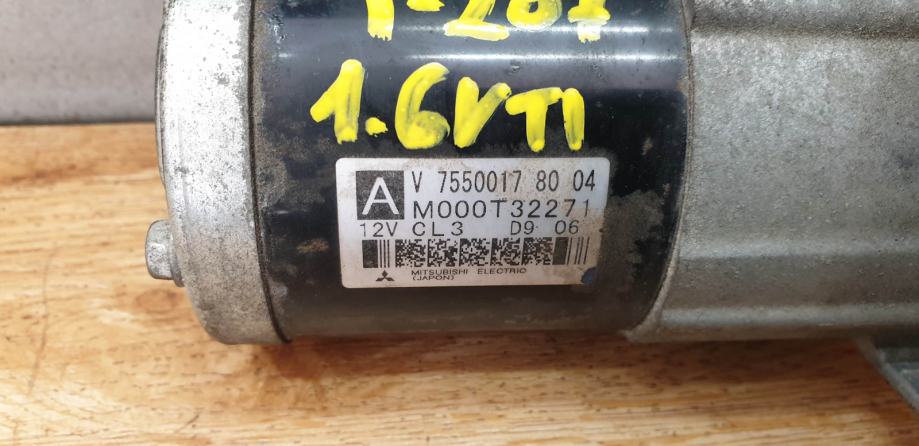 1.6VTI
A
V 7550017 80 04
M000T32271
12V CL3 D9 06
MITSUBISHI ELECTRIC
(JAPON)